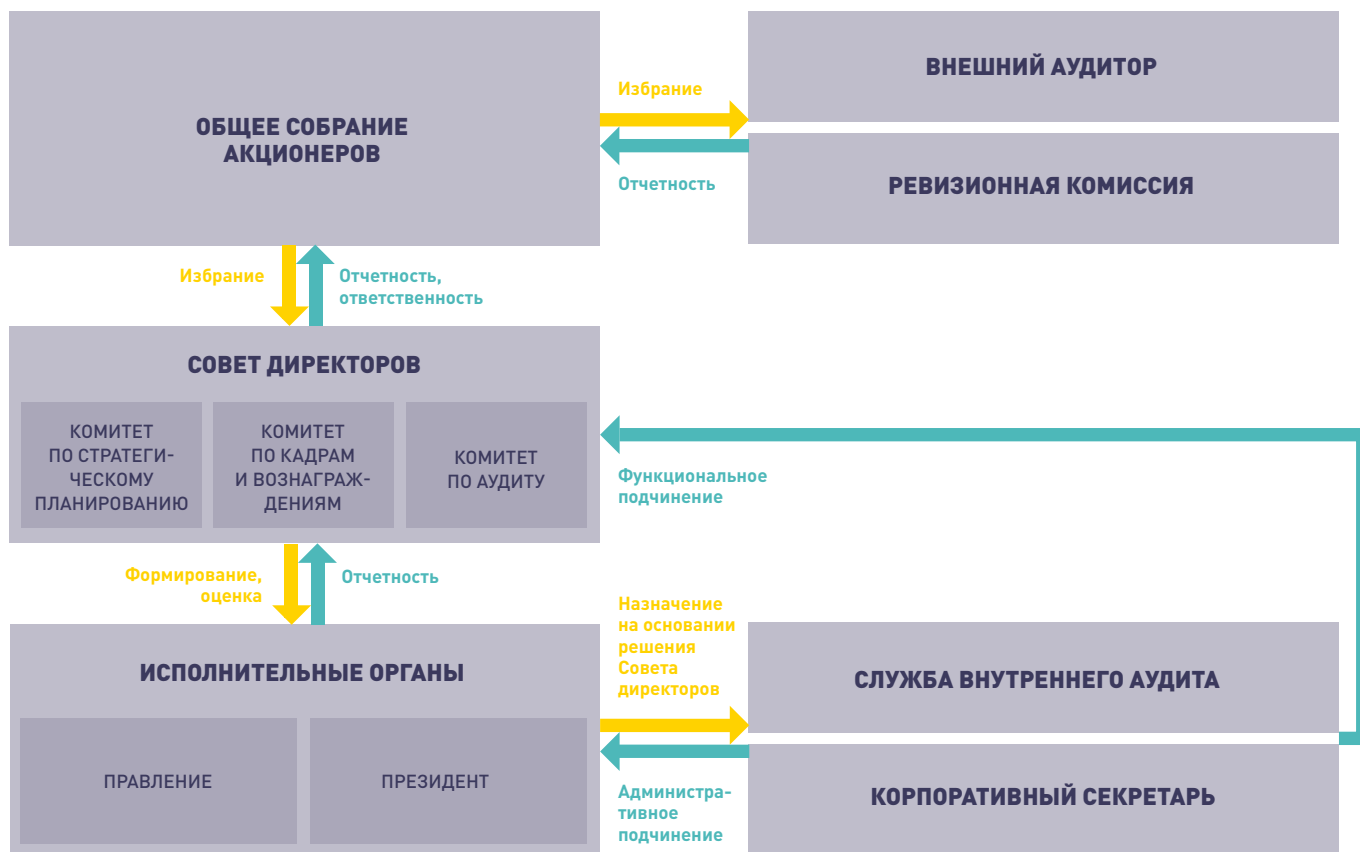 ОБЩЕЕ СОБРАНИЕ
АКЦИОНЕРОВ
Избрание
Отчетность
ВНЕШНИЙ АУДИТОР
РЕВИЗИОННАЯ КОМИССИЯ
Избрание
Отчетность,
ответственность
СОВЕТ ДИРЕКТОРОВ
КОМИТЕТ
ПО СТРАТЕГИ-
ЧЕСКОМУ
ПЛАНИРОВАНИЮ
КОМИТЕТ
ПО КАДРАМ
И ВОЗНАГРАЖ-
ДЕНИЯМ
КОМИТЕТ
ПО АУДИТУ
Функциональное
подчинение
Формирование,
оценка
Отчетность
ИСПОЛНИТЕЛЬНЫЕ ОРГАНЫ
ПРАВЛЕНИЕ
ПРЕЗИДЕНТ
Назначение
на основании
решения
Совета
директоров
Администра-
тивное
подчинение
СЛУЖБА ВНУТРЕННЕГО АУДИТА
КОРПОРАТИВНЫЙ СЕКРЕТАРЬ